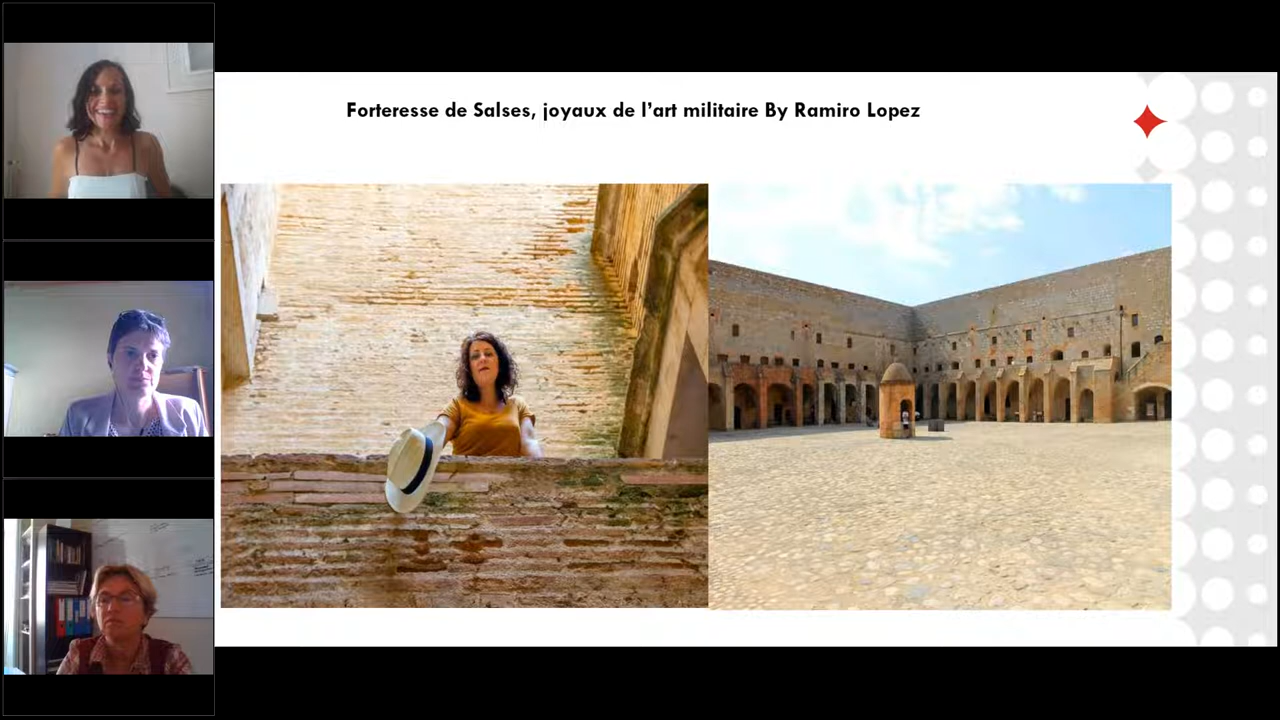 Forteresse de Salses, joyaux de l’art militaire By Ramiro Lopez